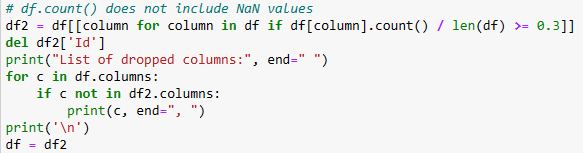 # df.count() does not include NaN values
df2 = df[[column for column in df if df[column].count() / len(df) >= 0.3]]
del df2['Id']
print("List of dropped columns:", end=" ")
for c in df.columns:
    if c not in df2.columns:
        print(c, end=", ")
print('\n')
df = df2